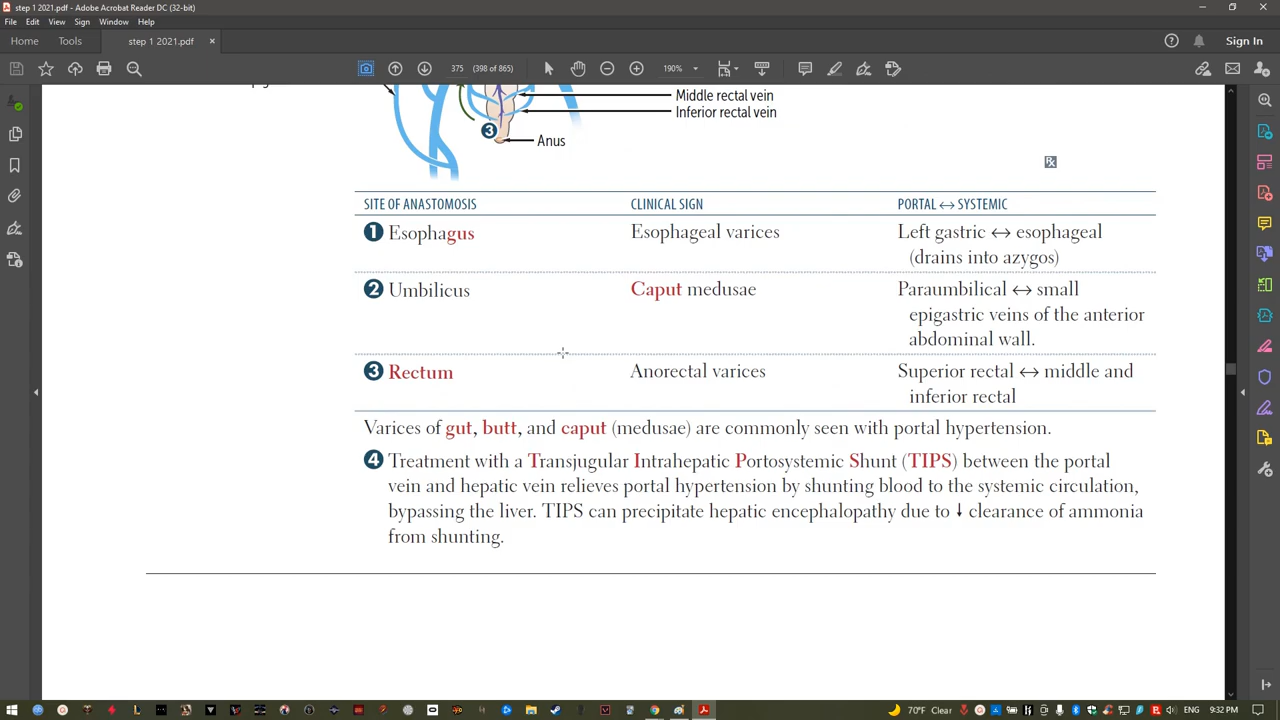 step 1 2021.pdf - Adobe Acrobat Reader DC (32-bit)
File Edit View Sign Window Help
Home Tools step 1 2021.pdf × Sign In
375 (398 of 865) 190%
Middle rectal vein
Inferior rectal vein
3
Anus
Rx
SITE OF ANASTOMOSIS CLINICAL SIGN PORTAL ↔ SYSTEMIC
1 Esophagus Esophageal varices Left gastric ↔ esophageal
(drains into azygos)
2 Umbilicus Caput medusae Paraumbilical ↔ small
epigastric veins of the anterior
abdominal wall.
3 Rectum Anorectal varices Superior rectal ↔ middle and
inferior rectal
Varices of gut, butt, and caput (medusae) are commonly seen with portal hypertension.
4 Treatment with a Transjugular Intrahepatic Portosystemic Shunt (TIPS) between the portal
vein and hepatic vein relieves portal hypertension by shunting blood to the systemic circulation,
bypassing the liver. TIPS can precipitate hepatic encephalopathy due to ↓ clearance of ammonia
from shunting.
70°F Clear 9:32 PM